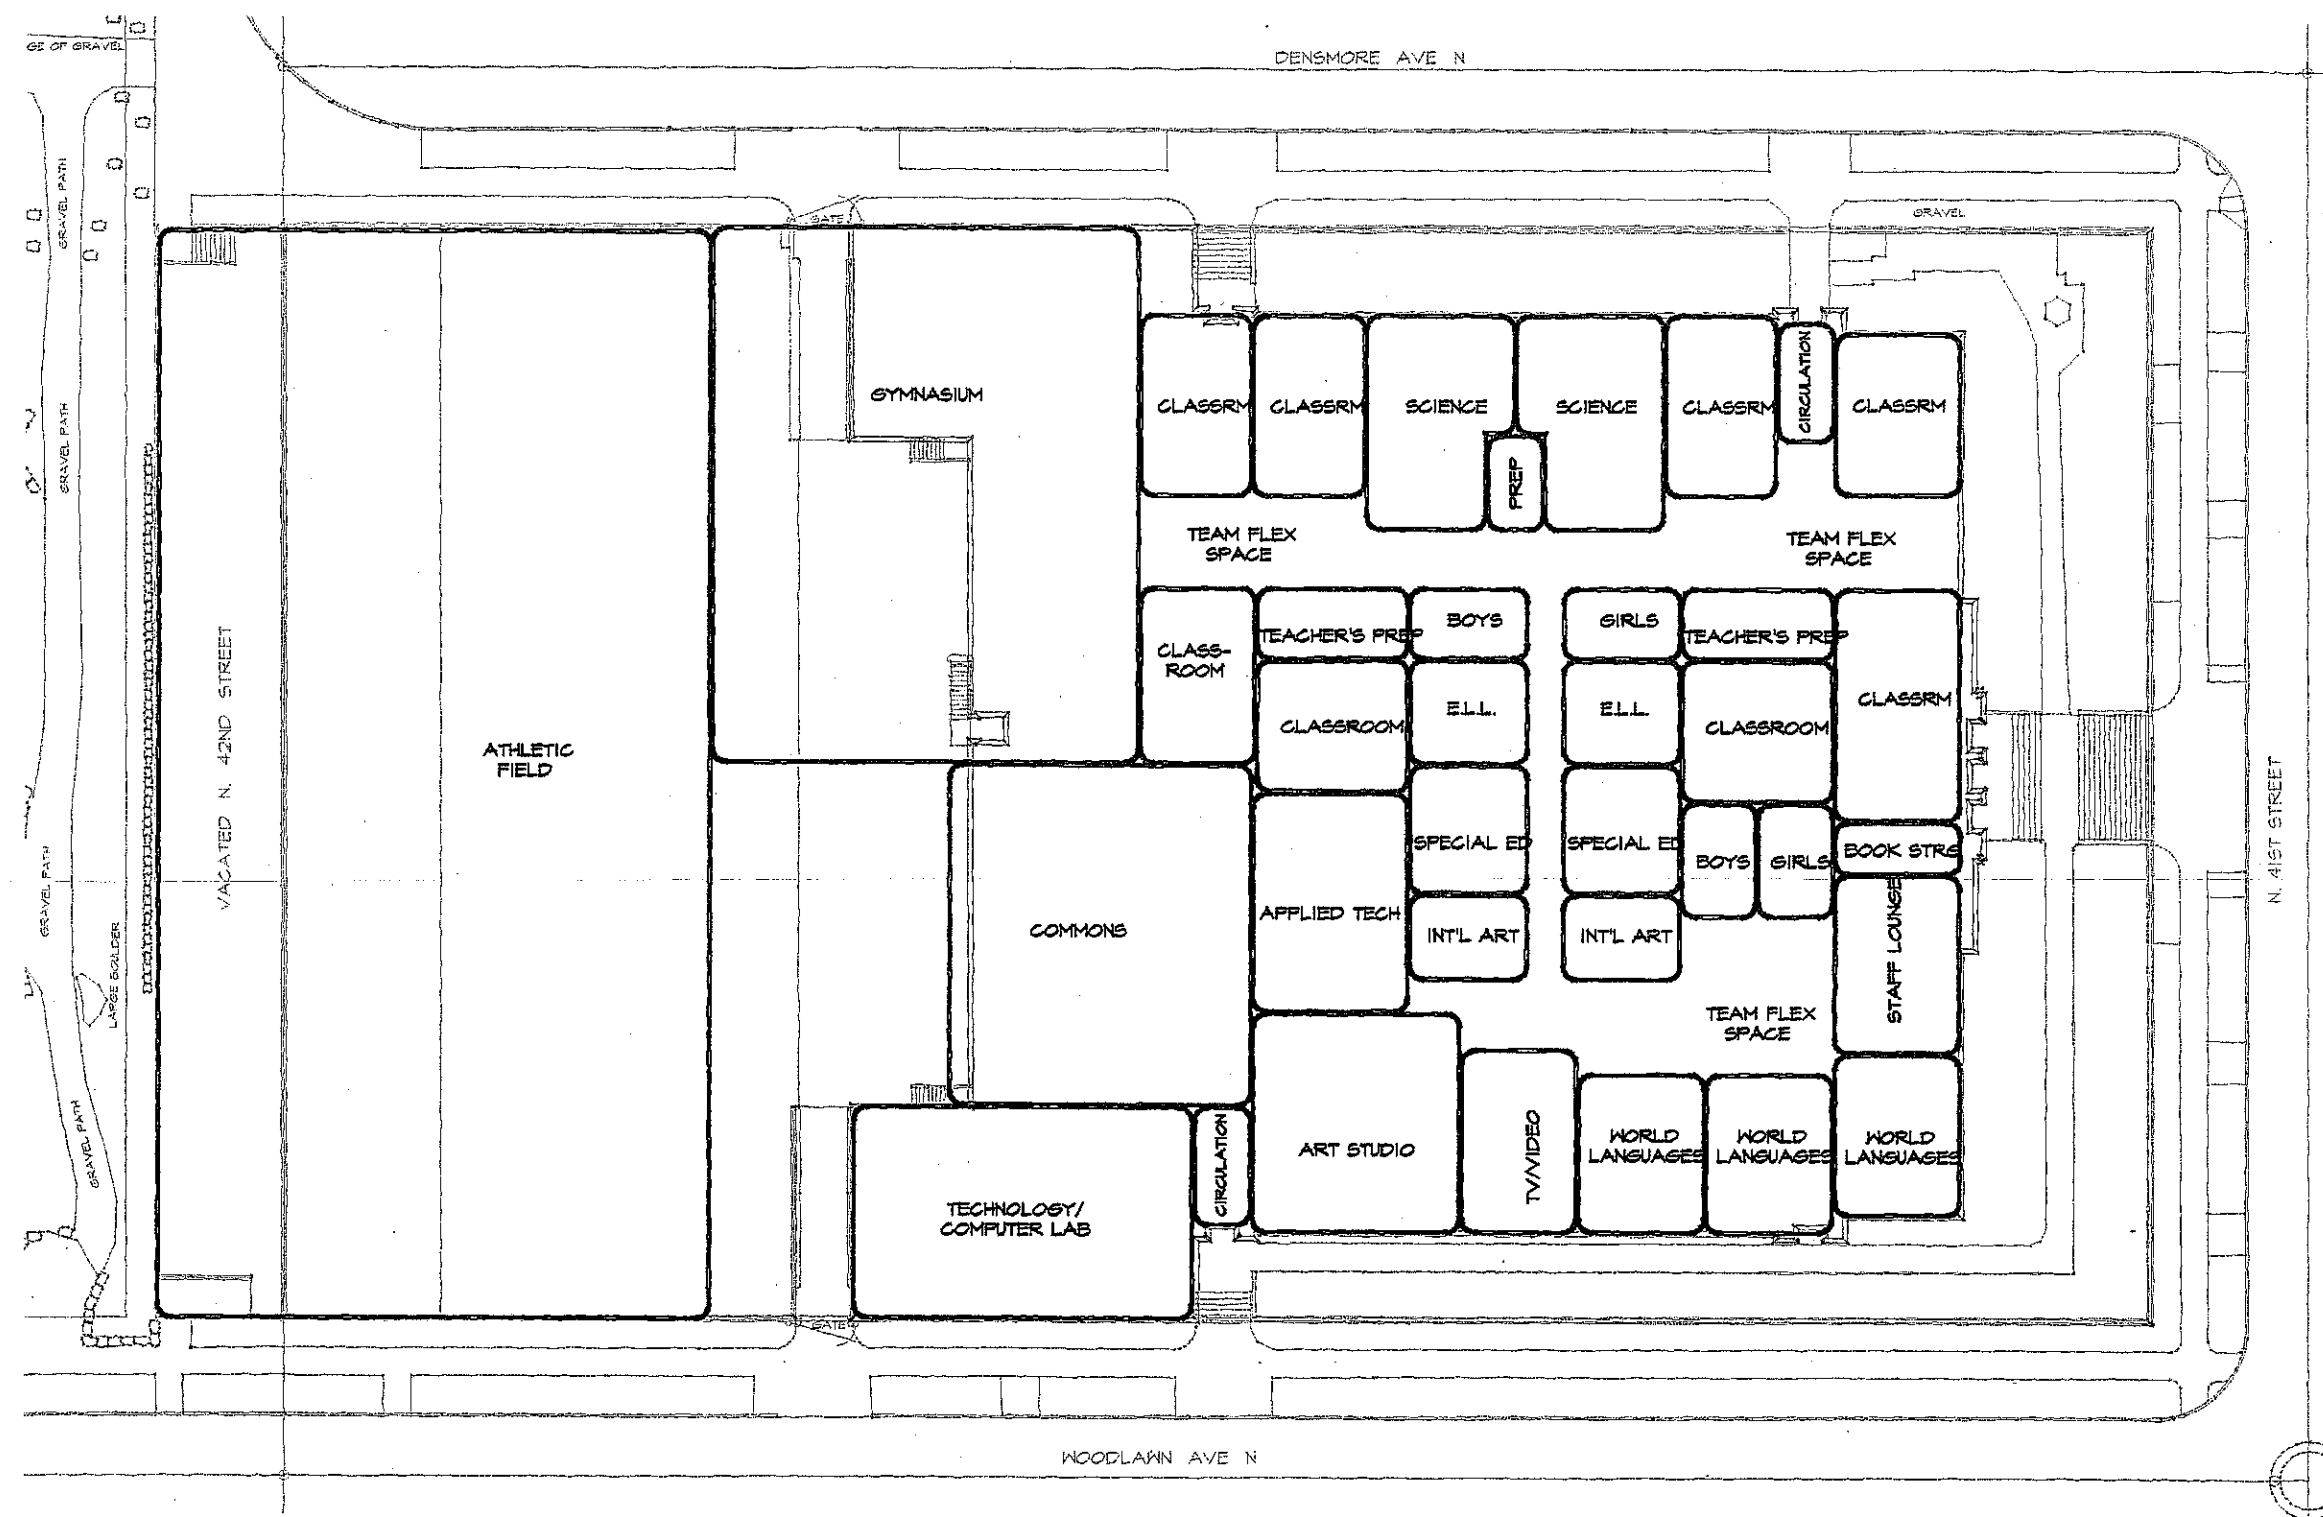 GE OF GRAVEL
DENSMORE AVE N
GRAVEL PATH
GATE
GRAVEL
GYMNASIUM
CLASSRM
CLASSRM
SCIENCE
SCIENCE
CLASSRM
CIRCULATION
CLASSRM
GRAVEL PATH
PREP
TEAM FLEX
SPACE
TEAM FLEX
SPACE
VACATED N. 42ND STREET
ATHLETIC
FIELD
CLASS-
ROOM
TEACHER'S PREP
BOYS
GIRLS
TEACHER'S PREP
CLASSROOM
E.L.L.
E.L.L.
CLASSROOM
CLASSRM
SPECIAL ED
SPECIAL ED
BOYS
GIRLS
BOOK STRG
N. 41ST STREET
GRAVEL PATH
LARGE BOULDER
COMMONS
APPLIED TECH
INT'L ART
INT'L ART
STAFF LOUNGE
TEAM FLEX
SPACE
GRAVEL PATH
TECHNOLOGY/
COMPUTER LAB
CIRCULATION
ART STUDIO
TV/VIDEO
WORLD
LANGUAGES
WORLD
LANGUAGES
WORLD
LANGUAGES
GATE
WOODLAWN AVE N